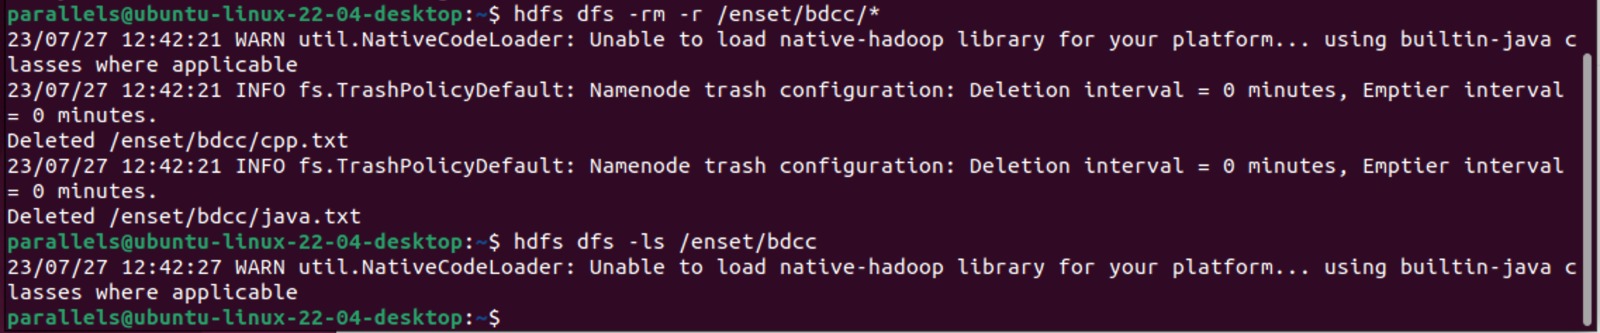 parallels@ubuntu-linux-22-04-desktop:~$ hdfs dfs -rm -r /enset/bdcc/*
23/07/27 12:42:21 WARN util.NativeCodeLoader: Unable to load native-hadoop library for your platform... using builtin-java c
lasses where applicable
23/07/27 12:42:21 INFO fs.TrashPolicyDefault: Namenode trash configuration: Deletion interval = 0 minutes, Emptier interval
= 0 minutes.
Deleted /enset/bdcc/cpp.txt
23/07/27 12:42:21 INFO fs.TrashPolicyDefault: Namenode trash configuration: Deletion interval = 0 minutes, Emptier interval
= 0 minutes.
Deleted /enset/bdcc/java.txt
parallels@ubuntu-linux-22-04-desktop:~$ hdfs dfs -ls /enset/bdcc
23/07/27 12:42:27 WARN util.NativeCodeLoader: Unable to load native-hadoop library for your platform... using builtin-java c
lasses where applicable
parallels@ubuntu-linux-22-04-desktop:~$